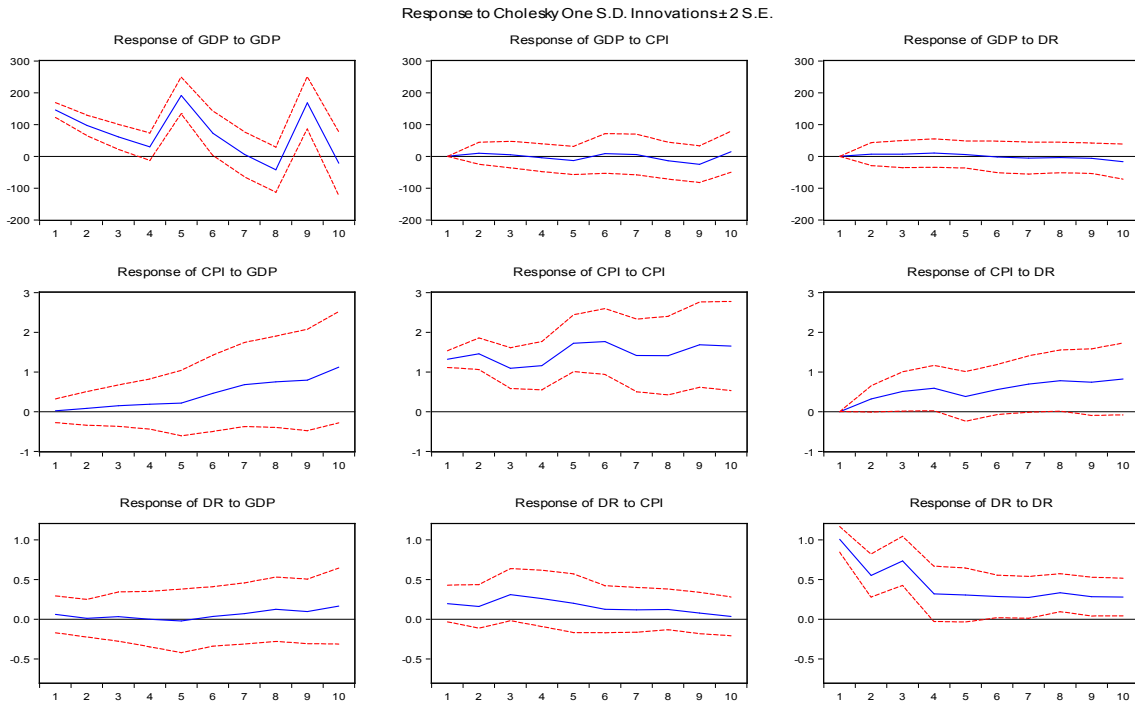 Response to Cholesky One S.D. Innovations ± 2 S.E.
Response of GDP to GDP
Response of GDP to CPI
Response of GDP to DR
300
200
100
0
-100
-200
1 2 3 4 5 6 7 8 9 10
300
200
100
0
-100
-200
1 2 3 4 5 6 7 8 9 10
300
200
100
0
-100
-200
1 2 3 4 5 6 7 8 9 10
Response of CPI to GDP
Response of CPI to CPI
Response of CPI to DR
3
2
1
0
-1
1 2 3 4 5 6 7 8 9 10
3
2
1
0
-1
1 2 3 4 5 6 7 8 9 10
3
2
1
0
-1
1 2 3 4 5 6 7 8 9 10
Response of DR to GDP
Response of DR to CPI
Response of DR to DR
1.0
0.5
0.0
-0.5
1 2 3 4 5 6 7 8 9 10
1.0
0.5
0.0
-0.5
1 2 3 4 5 6 7 8 9 10
1.0
0.5
0.0
-0.5
1 2 3 4 5 6 7 8 9 10